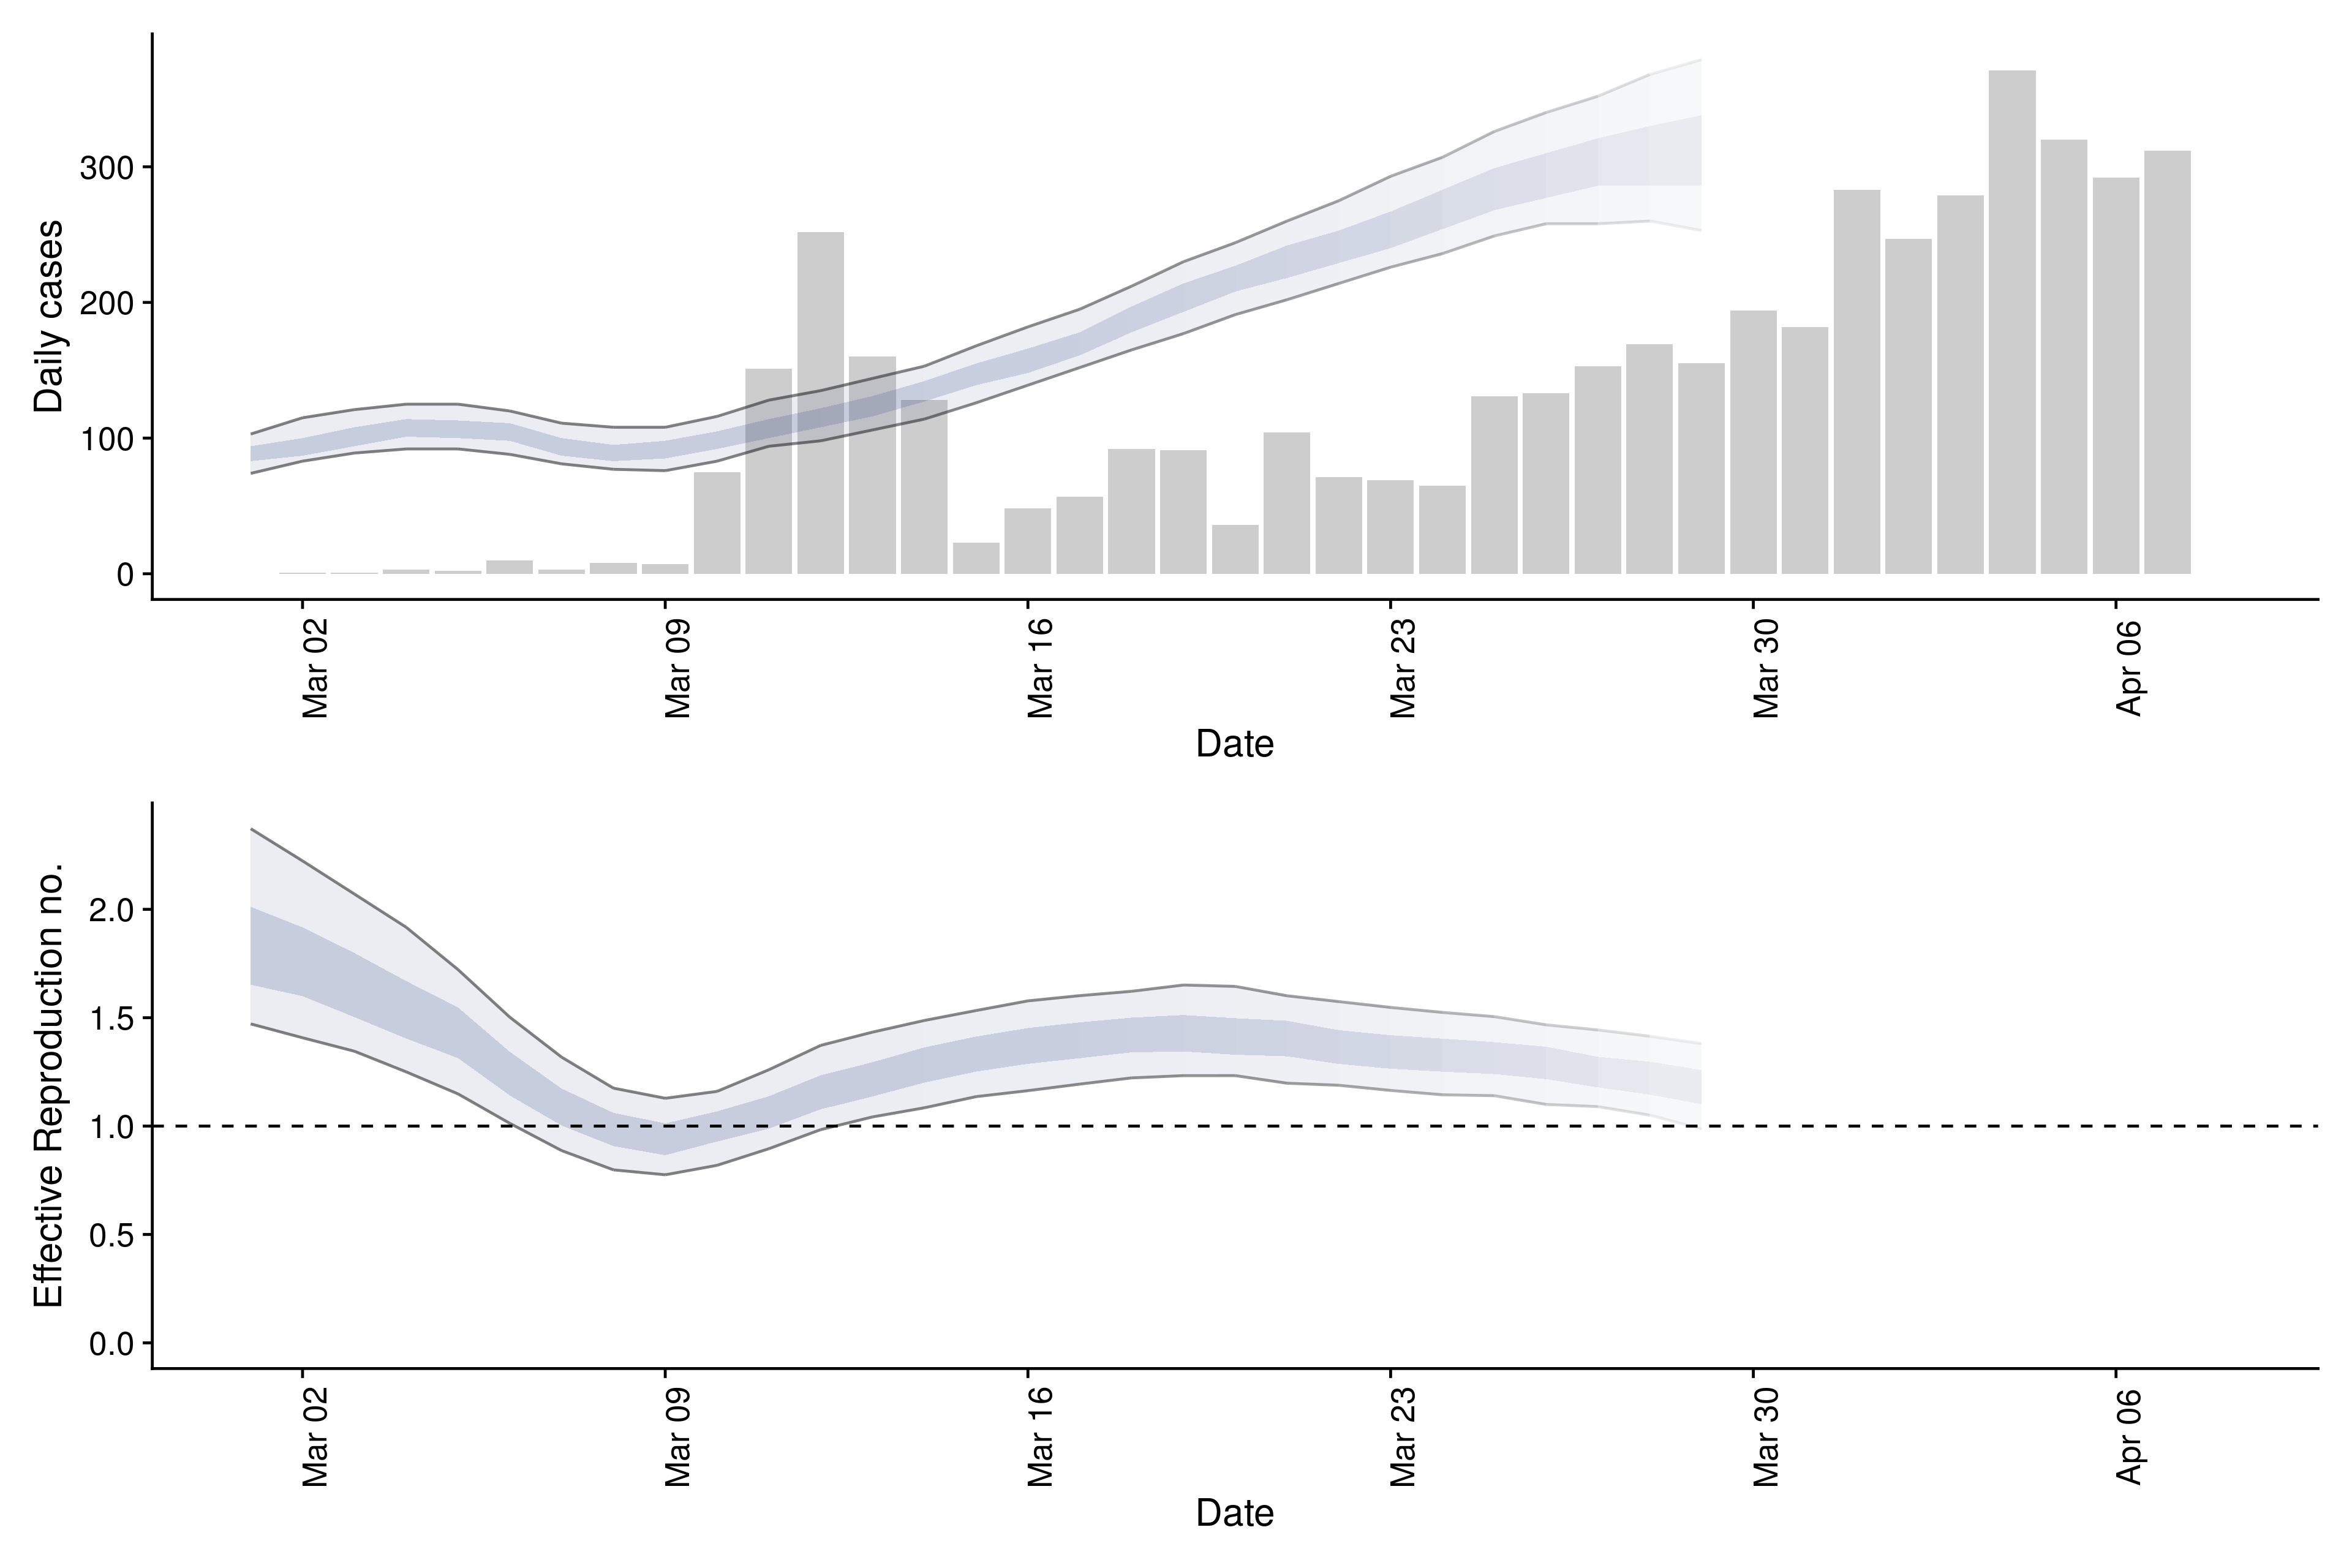 Daily cases
300
200
100
0
Mar 02
Mar 09
Mar 16
Mar 23
Mar 30
Apr 06
Date
Effective Reproduction no.
2.0
1.5
1.0
0.5
0.0
Mar 02
Mar 09
Mar 16
Mar 23
Mar 30
Apr 06
Date